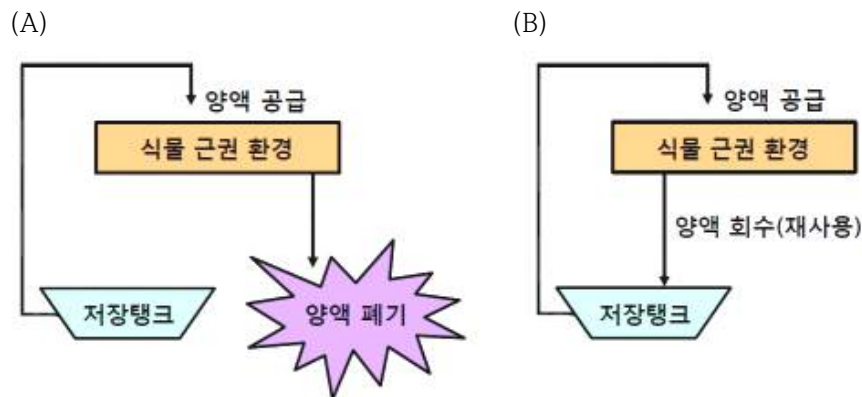 (A)
양액 공급
식물 근권 환경
저장탱크
양액 폐기
(B)
양액 공급
식물 근권 환경
양액 회수(재사용)
저장탱크